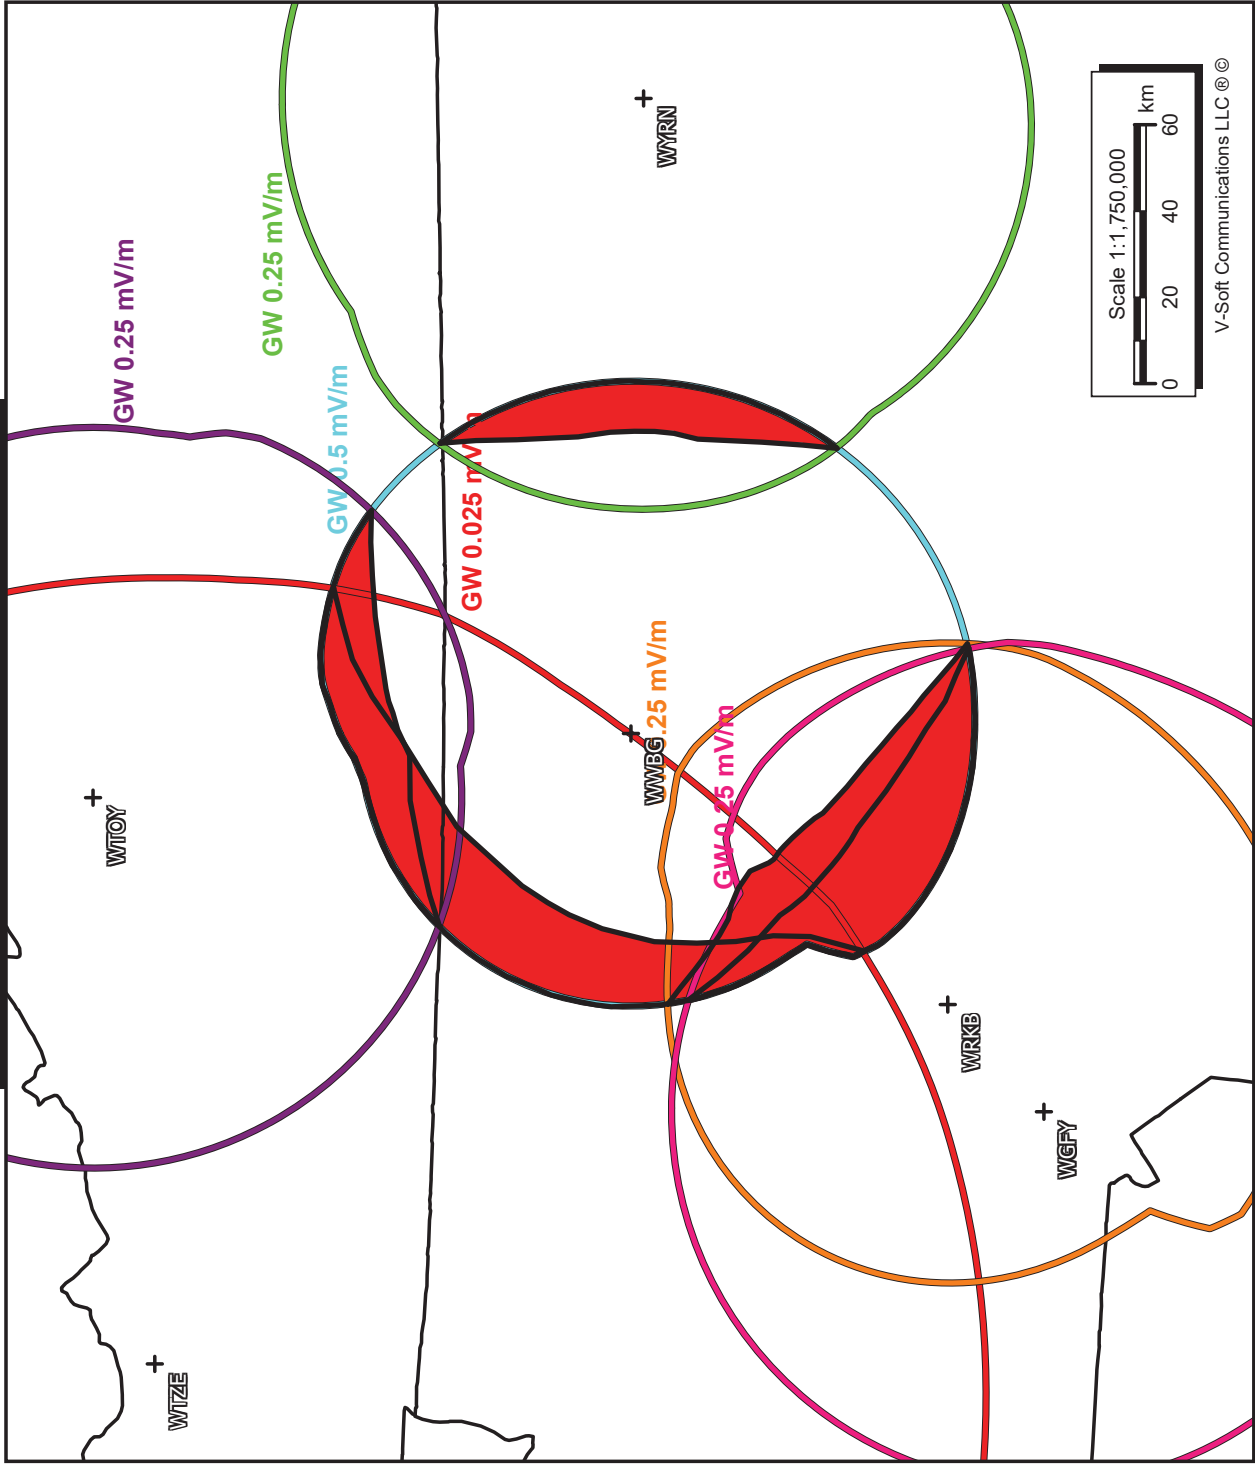 WTOY
GW 0.25 mV/m
WTZE
GW 0.25 mV/m
GW 0.5 mV/m
GW 0.025 mV
WWBG
.25 mV/m
WYRN
GW 0.25 mV/m
WRKB
WGFY
Scale 1:1,750,000
km
0 20 40 60
V-Soft Communications LLC ® ©